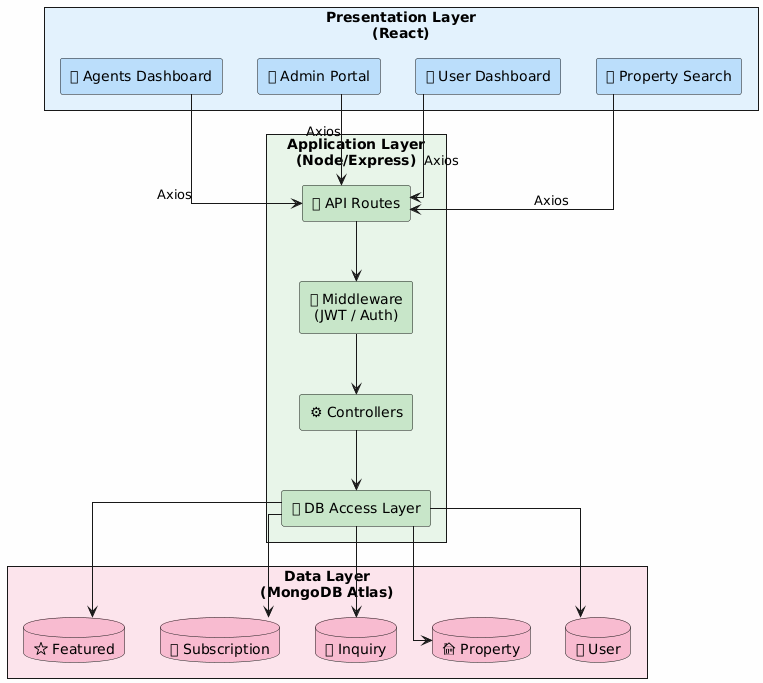 Presentation Layer
(React)
Agents Dashboard
Admin Portal
User Dashboard
Property Search
Axios
Application Layer
(Node/Express)
Axios
Axios
Axios
API Routes
Middleware
(JWT / Auth)
⚙ Controllers
DB Access Layer
Data Layer
(MongoDB Atlas)
☆ Featured
Subscription
Inquiry
🏠 Property
User